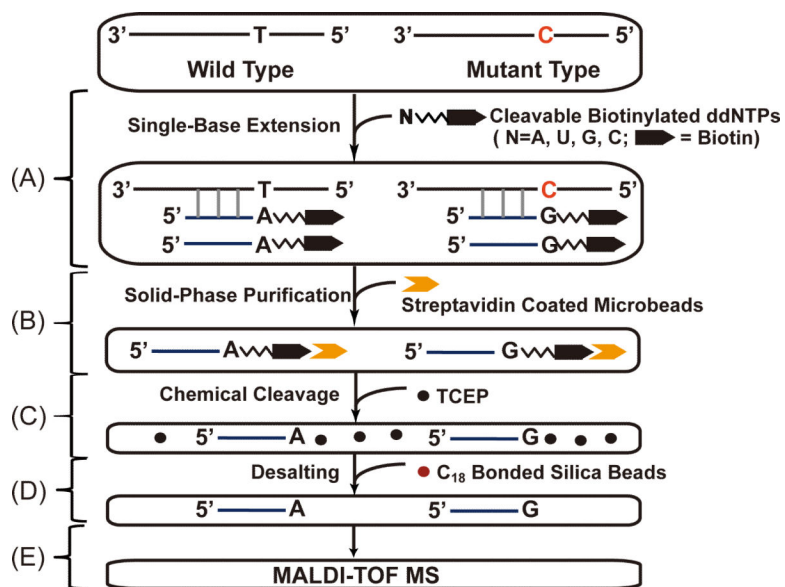 3’ T 5’ 3’ C 5’
Wild Type Mutant Type
(A)
Single-Base Extension
N Cleavable Biotinylated ddNTPs
( N=A, U, G, C; = Biotin)
3’ T 5’ 3’ C 5’
5’ A 5’ G
5’ A 5’ G
(B)
Solid-Phase Purification
Streptavidin Coated Microbeads
5’ A 5’ G
(C)
Chemical Cleavage
TCEP
5’ A 5’ G
(D)
Desalting
C₁₈ Bonded Silica Beads
5’ A 5’ G
(E)
MALDI-TOF MS